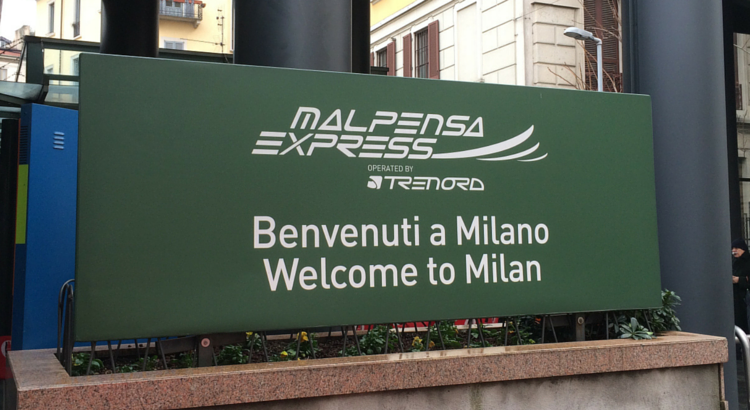 MALPENSA
EXPRESS
OPERATED BY
TRENORD
Benvenuti a Milano
Welcome to Milan